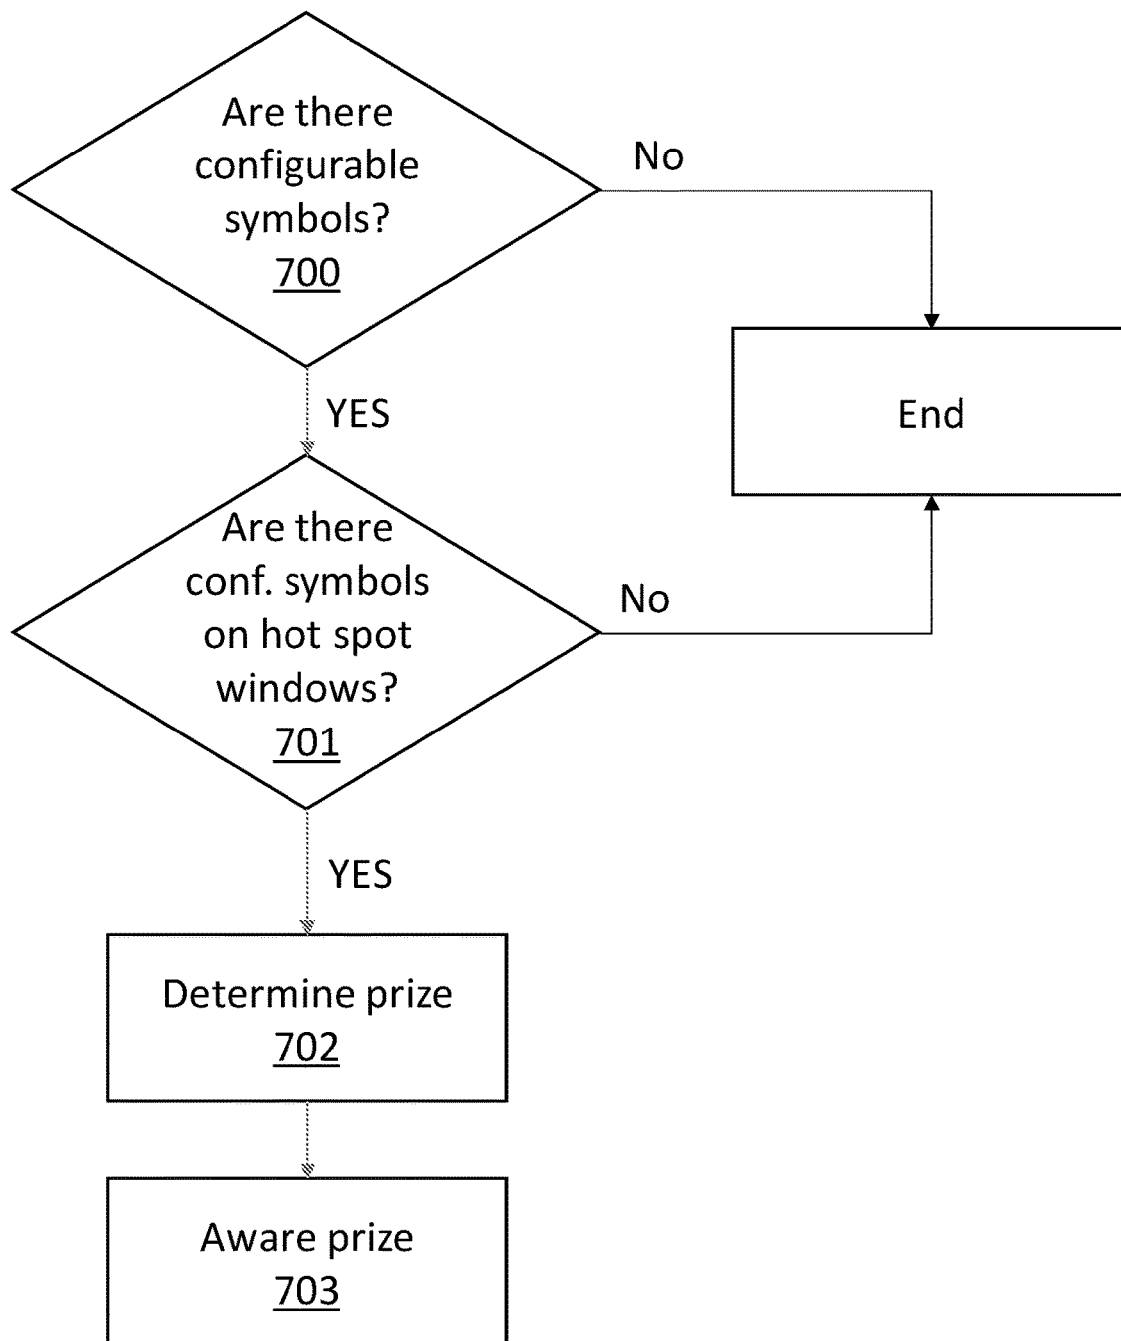 Are there
configurable
symbols?
700
No
End
YES
Are there
conf. symbols
on hot spot
windows?
701
No
YES
Determine prize
702
Aware prize
703